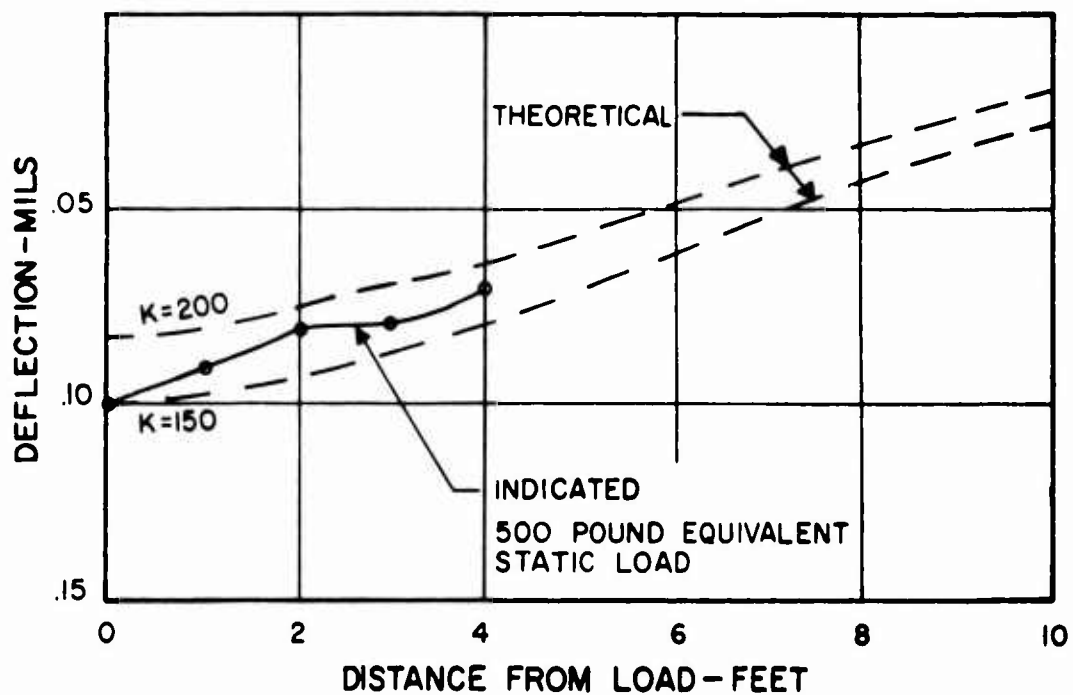 THEORETICAL
DEFLECTION-MILS
.05
K=200
.10
K=150
INDICATED
500 POUND EQUIVALENT
STATIC LOAD
.15
0 2 4 6 8 10
DISTANCE FROM LOAD-FEET